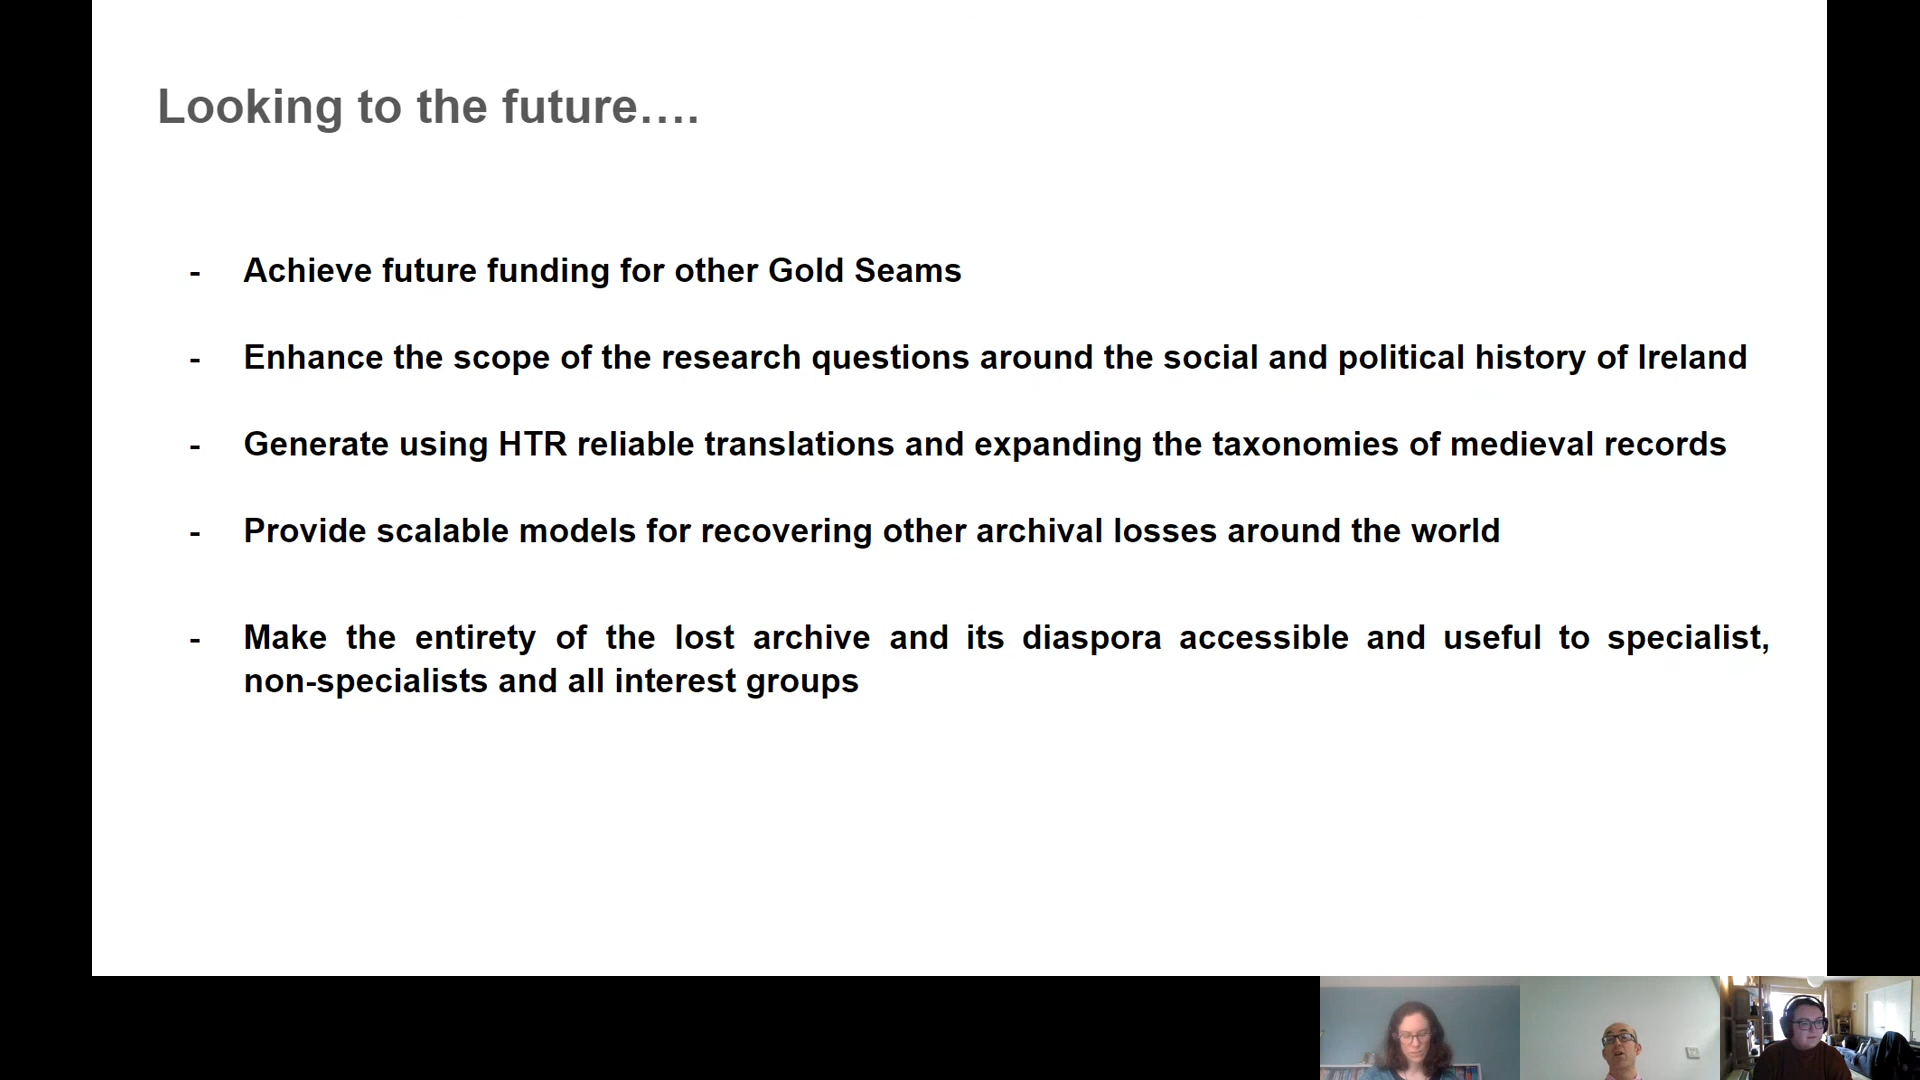 Looking to the future….
- Achieve future funding for other Gold Seams
- Enhance the scope of the research questions around the social and political history of Ireland
- Generate using HTR reliable translations and expanding the taxonomies of medieval records
- Provide scalable models for recovering other archival losses around the world
- Make the entirety of the lost archive and its diaspora accessible and useful to specialist,
non-specialists and all interest groups